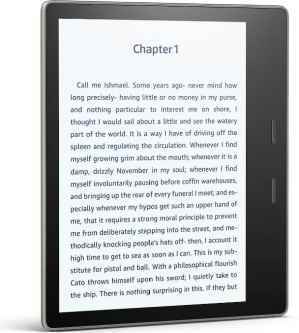 Chapter1
Call me Ishmael. Some years ago- never mind how
long precisely- having little or no money in my purse,
and nothing particular to interest me on shore, I
thought I would sail about a little and see the watery
part of the world. It is a way I have of driving off the
spleen and regulating the circulation. Whenever I find
myself growing grim about the mouth; whenever it is a
damp, drizzly November in my soul; whenever I find
myself involuntarily pausing before coffin warehouses,
and bringing up the rear of every funeral I meet; and es-
pecially whenever my hypos get such an upper hand of
me, that it requires a strong moral principle to prevent
me from deliberately stepping into the street, and me-
thodically knocking people's hats off- then, I account it
high time to get to sea as soon as I can. This is my sub-
stitute for pistol and ball. With a philosophical flourish
Cato throws himself upon his sword; I quietly take to
the ship. There is nothing surprising in this. If they but